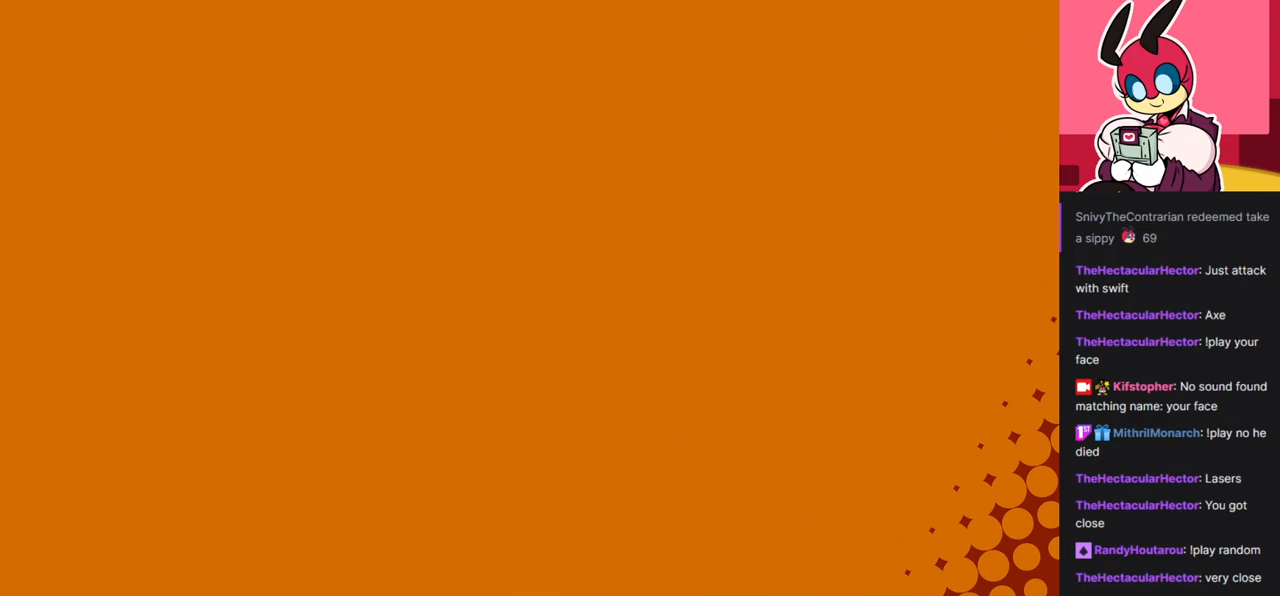 SnivyTheContrarian redeemed take
a sippy 69
TheHectacularHector: Just attack
with swift
TheHectacularHector: Axe
TheHectacularHector: !play your
face
Kifstopher: No sound found
matching name: your face
1ST MithrilMonarch: !play no he
died
TheHectacularHector: Lasers
TheHectacularHector: You got
close
RandyHoutarou: !play random
TheHectacularHector: very close